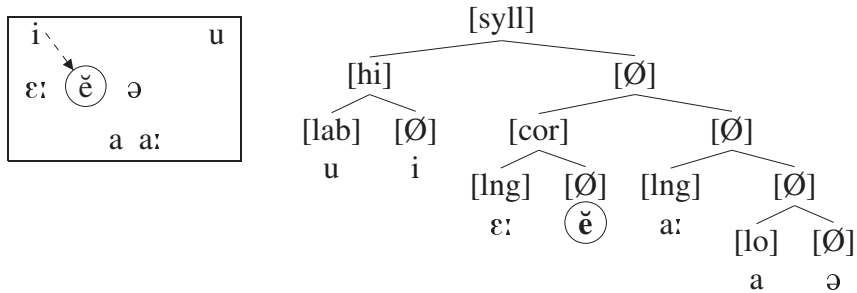 i u
ɛː ĕ ə
a aː
[syll]
[hi] [Ø]
[lab] [Ø] [cor] [Ø]
u i
[lng] [Ø] [lng] [Ø]
ɛː ĕ aː
[lo] [Ø]
a ə